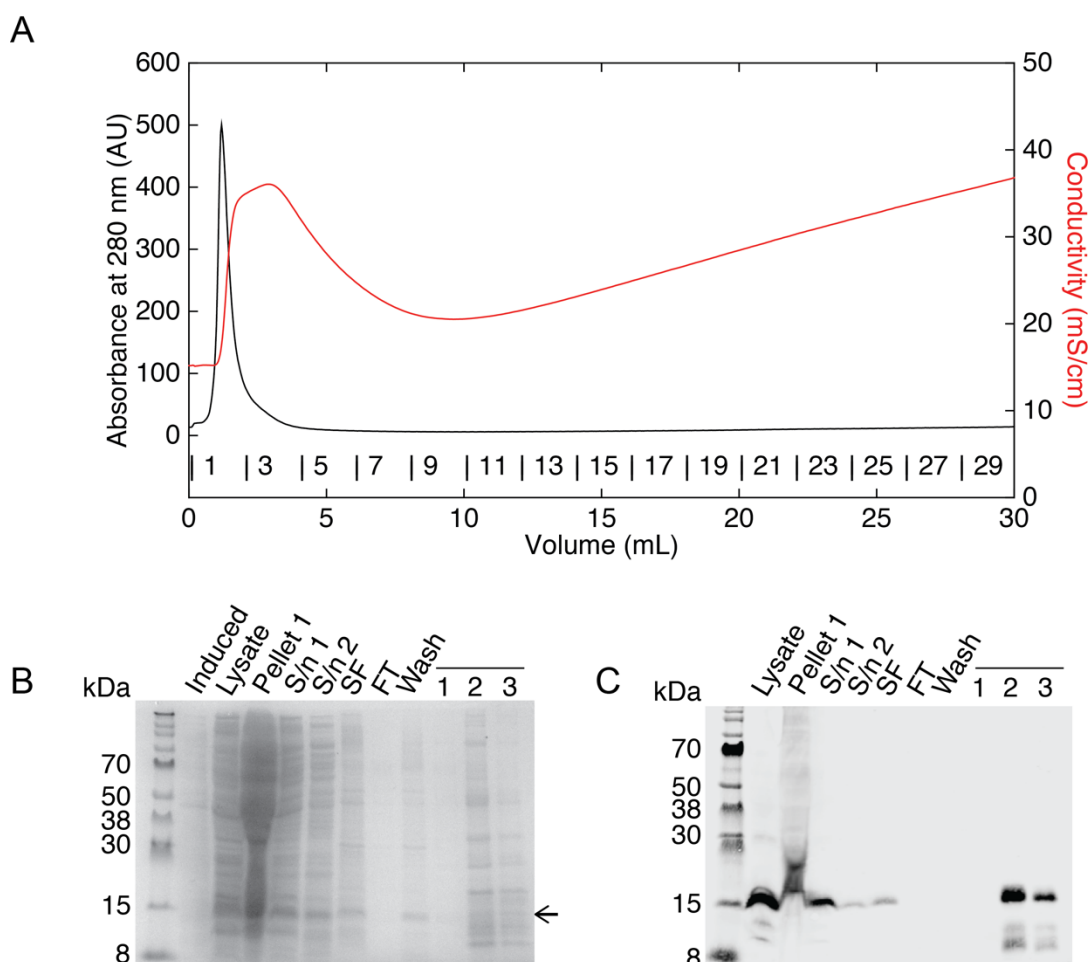 A
Absorbance at 280 nm (AU)
600
500
400
300
200
100
0
50
40
30
20
10
0
Conductivity (mS/cm)
| 1 | 3 | 5 | 7 | 9 | 11 | 13 | 15 | 17 | 19 | 21 | 23 | 25 | 27 | 29
0 5 10 15 20 25 30
Volume (mL)
B
kDa
Induced
Lysate
Pellet 1
S/n 1
S/n 2
SF
FT
Wash
1 2 3
70
50
38
30
15
8
C
kDa
Lysate
Pellet 1
S/n 1
S/n 2
SF
FT
Wash
1 2 3
70
50
38
30
15
8